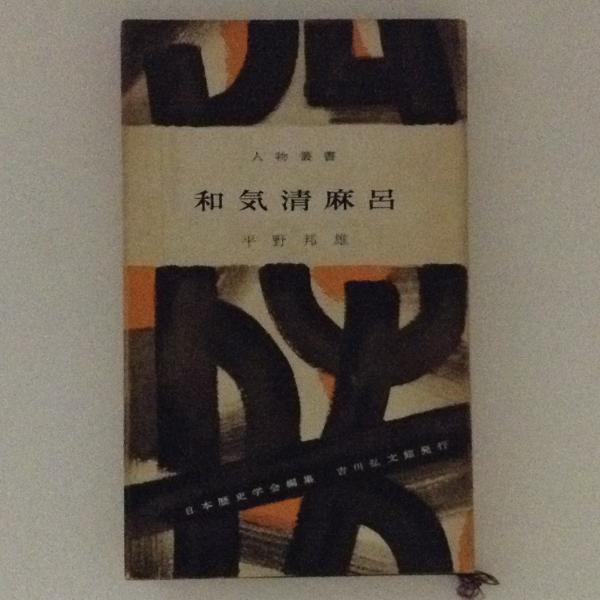 人物叢書
和気清麻呂
平野邦雄
日本歴史学会編集 吉川弘文館発行